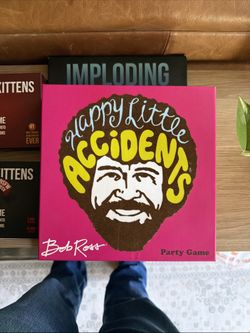 KITTENS
IMPLODING
Happy Little
ACCIDENTS
KITTENS
Bob Ross
Party Game